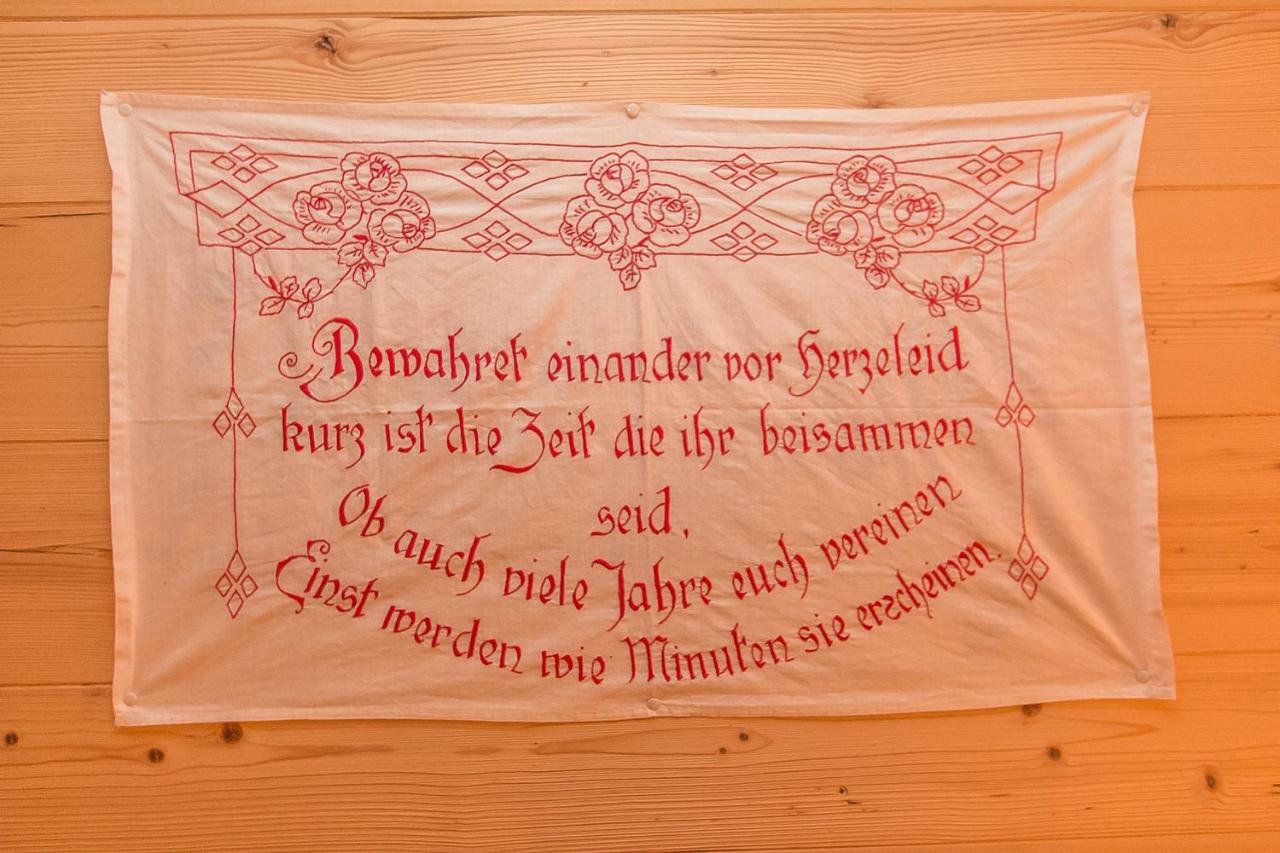 Bewahret einander vor Herzeleid
kurz ist die Zeit die ihr beisammen
seid.
Ob auch viele Jahre euch vereinen
Einst werden wie Minuten sie erscheinen.